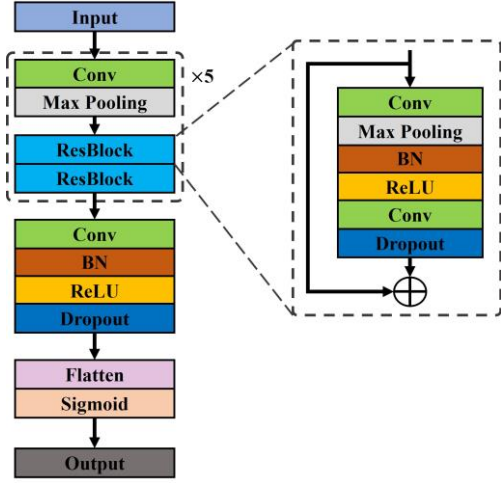 Input
Conv
×5
Max Pooling
ResBlock
ResBlock
Conv
BN
ReLU
Dropout
Flatten
Sigmoid
Output
Conv
Max Pooling
BN
ReLU
Conv
Dropout